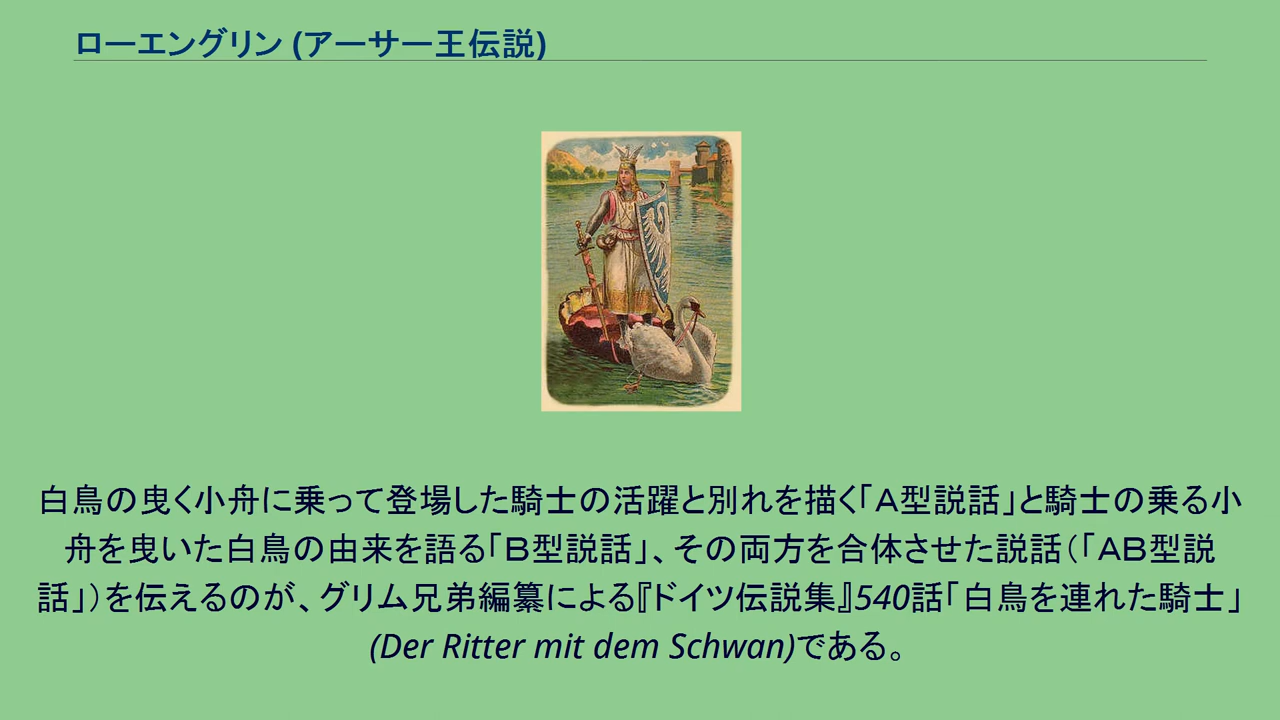 ローエングリン (アーサー王伝説)
白鳥の曳く小舟に乗って登場した騎士の活躍と別れを描く「Ａ型説話」と騎士の乗る小
舟を曳いた白鳥の由来を語る「Ｂ型説話」、その両方を合体させた説話（「ＡＢ型説
話」）を伝えるのが、グリム兄弟編纂による『ドイツ伝説集』540話「白鳥を連れた騎士」
(Der Ritter mit dem Schwan)である。